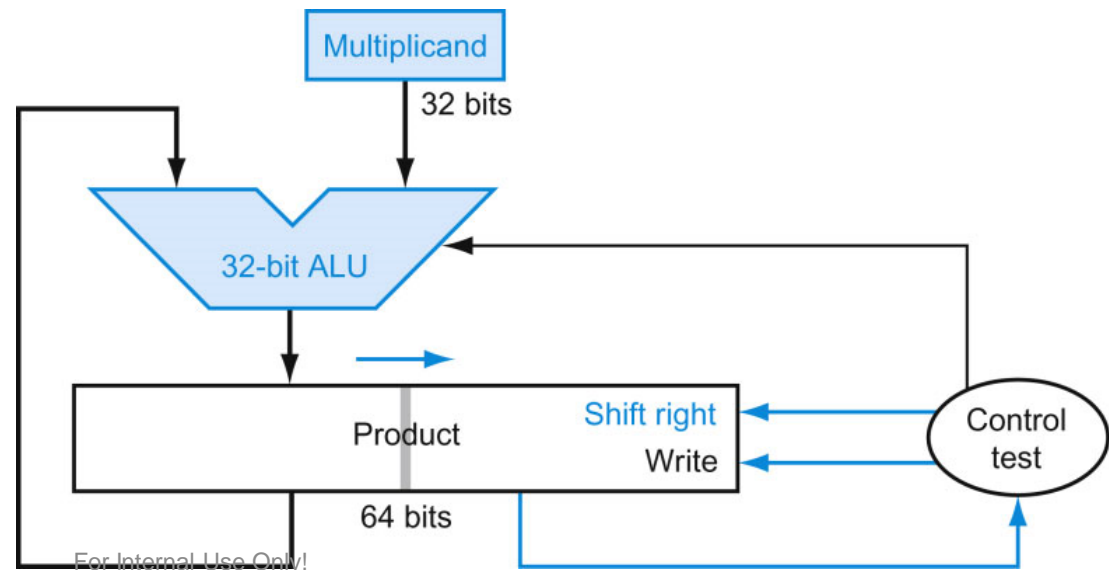 Multiplicand
32 bits
32-bit ALU
Shift right
Product
Write
Control
test
64 bits
For Internal Use Only!